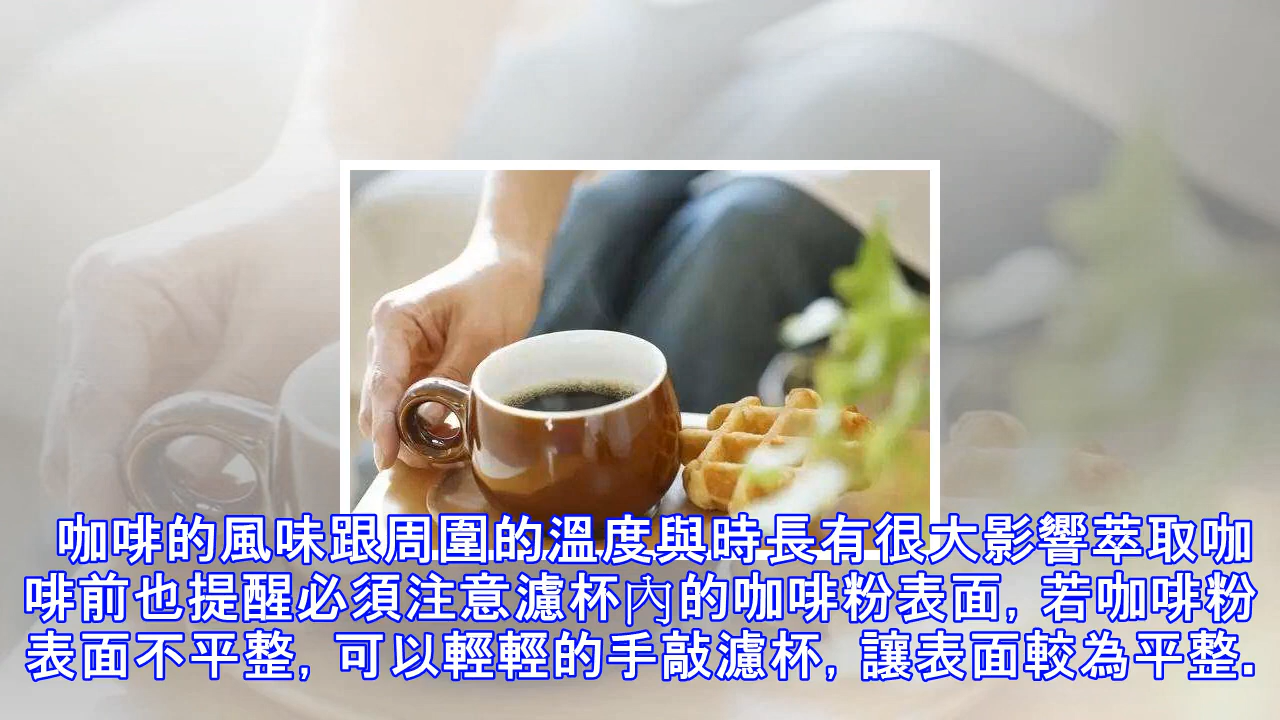 咖啡的風味跟周圍的溫度與時長有很大影響萃取咖
啡前也提醒必須注意濾杯內的咖啡粉表面, 若咖啡粉
表面不平整, 可以輕輕的手敲濾杯, 讓表面較為平整.